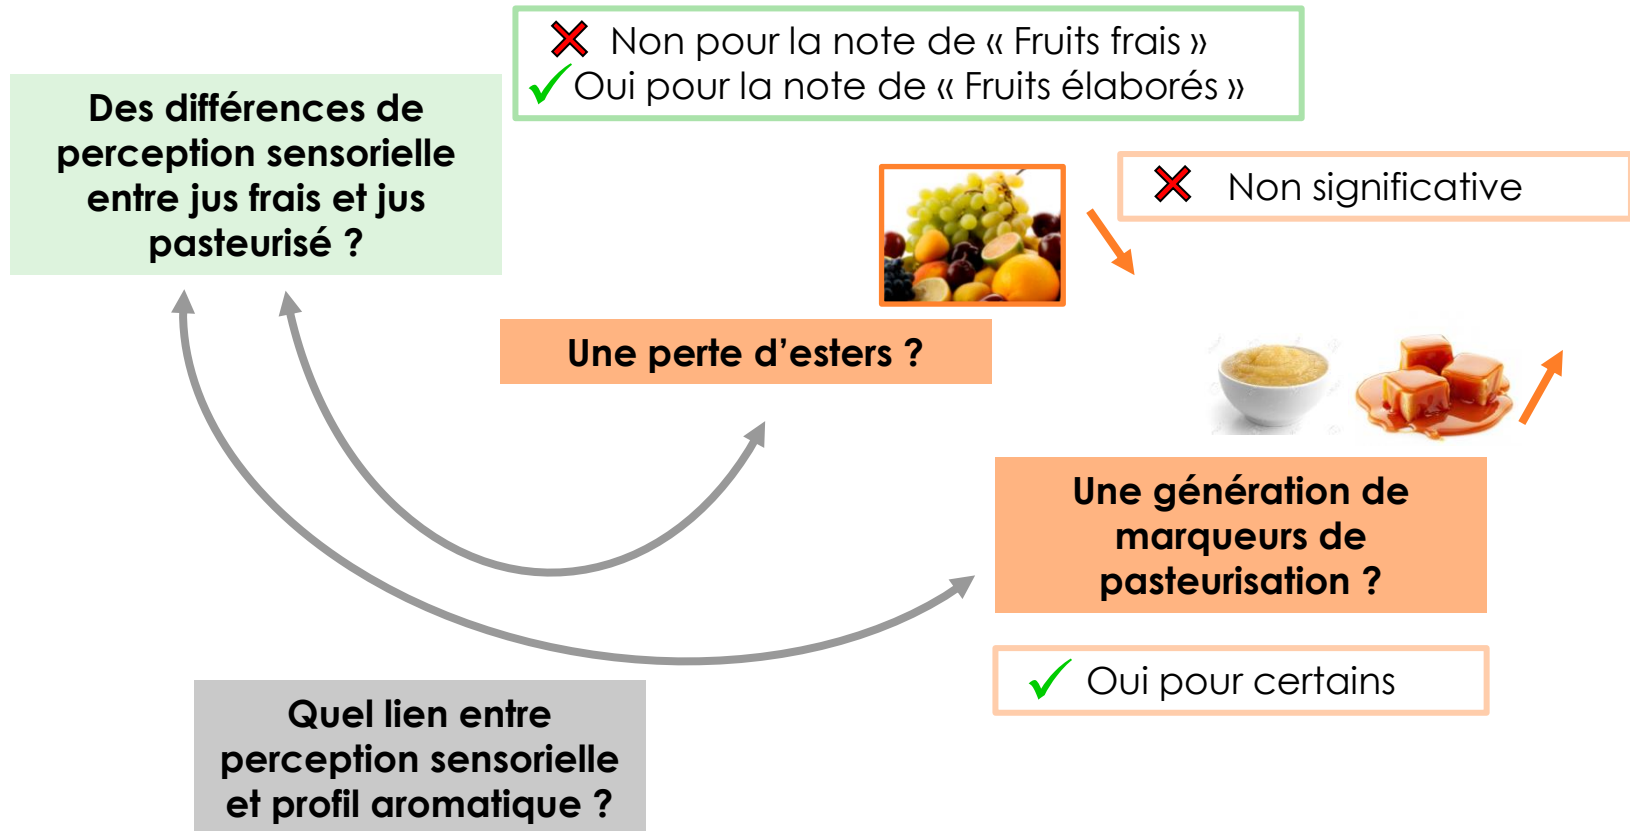 Non pour la note de « Fruits frais »
Oui pour la note de « Fruits élaborés »
Des différences de
perception sensorielle
entre jus frais et jus
pasteurisé ?
Non significative
Une perte d’esters ?
Une génération de
marqueurs de
pasteurisation ?
Oui pour certains
Quel lien entre
perception sensorielle
et profil aromatique ?